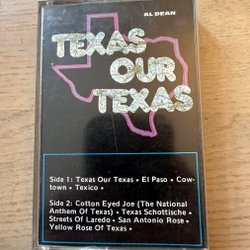 AL DEAN
TEXAS
OUR
TEXAS
Side 1: Texas Our Texas • El Paso • Cow-
town • Texico •
Side 2: Cotton Eyed Joe (The National
Anthem Of Texas) • Texas Schottische •
Streets Of Laredo • San Antonio Rose •
Yellow Rose Of Texas •